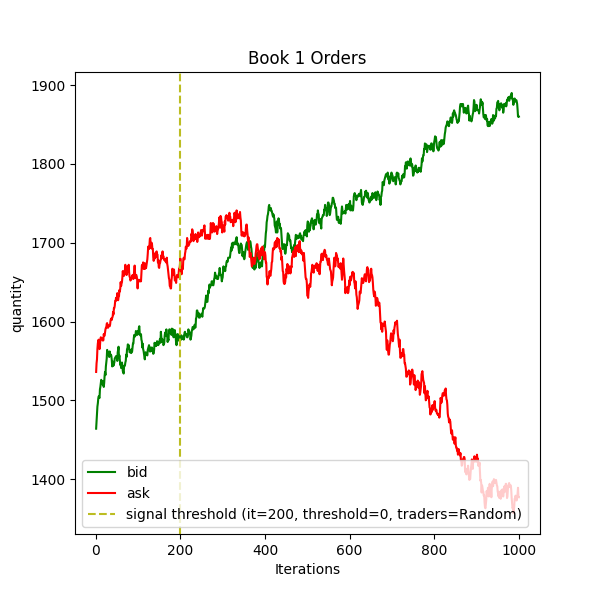 Book 1 Orders
quantity
1900
1800
1700
1600
1500
1400
bid
ask
signal threshold (it=200, threshold=0, traders=Random)
0 200 400 600 800 1000
Iterations